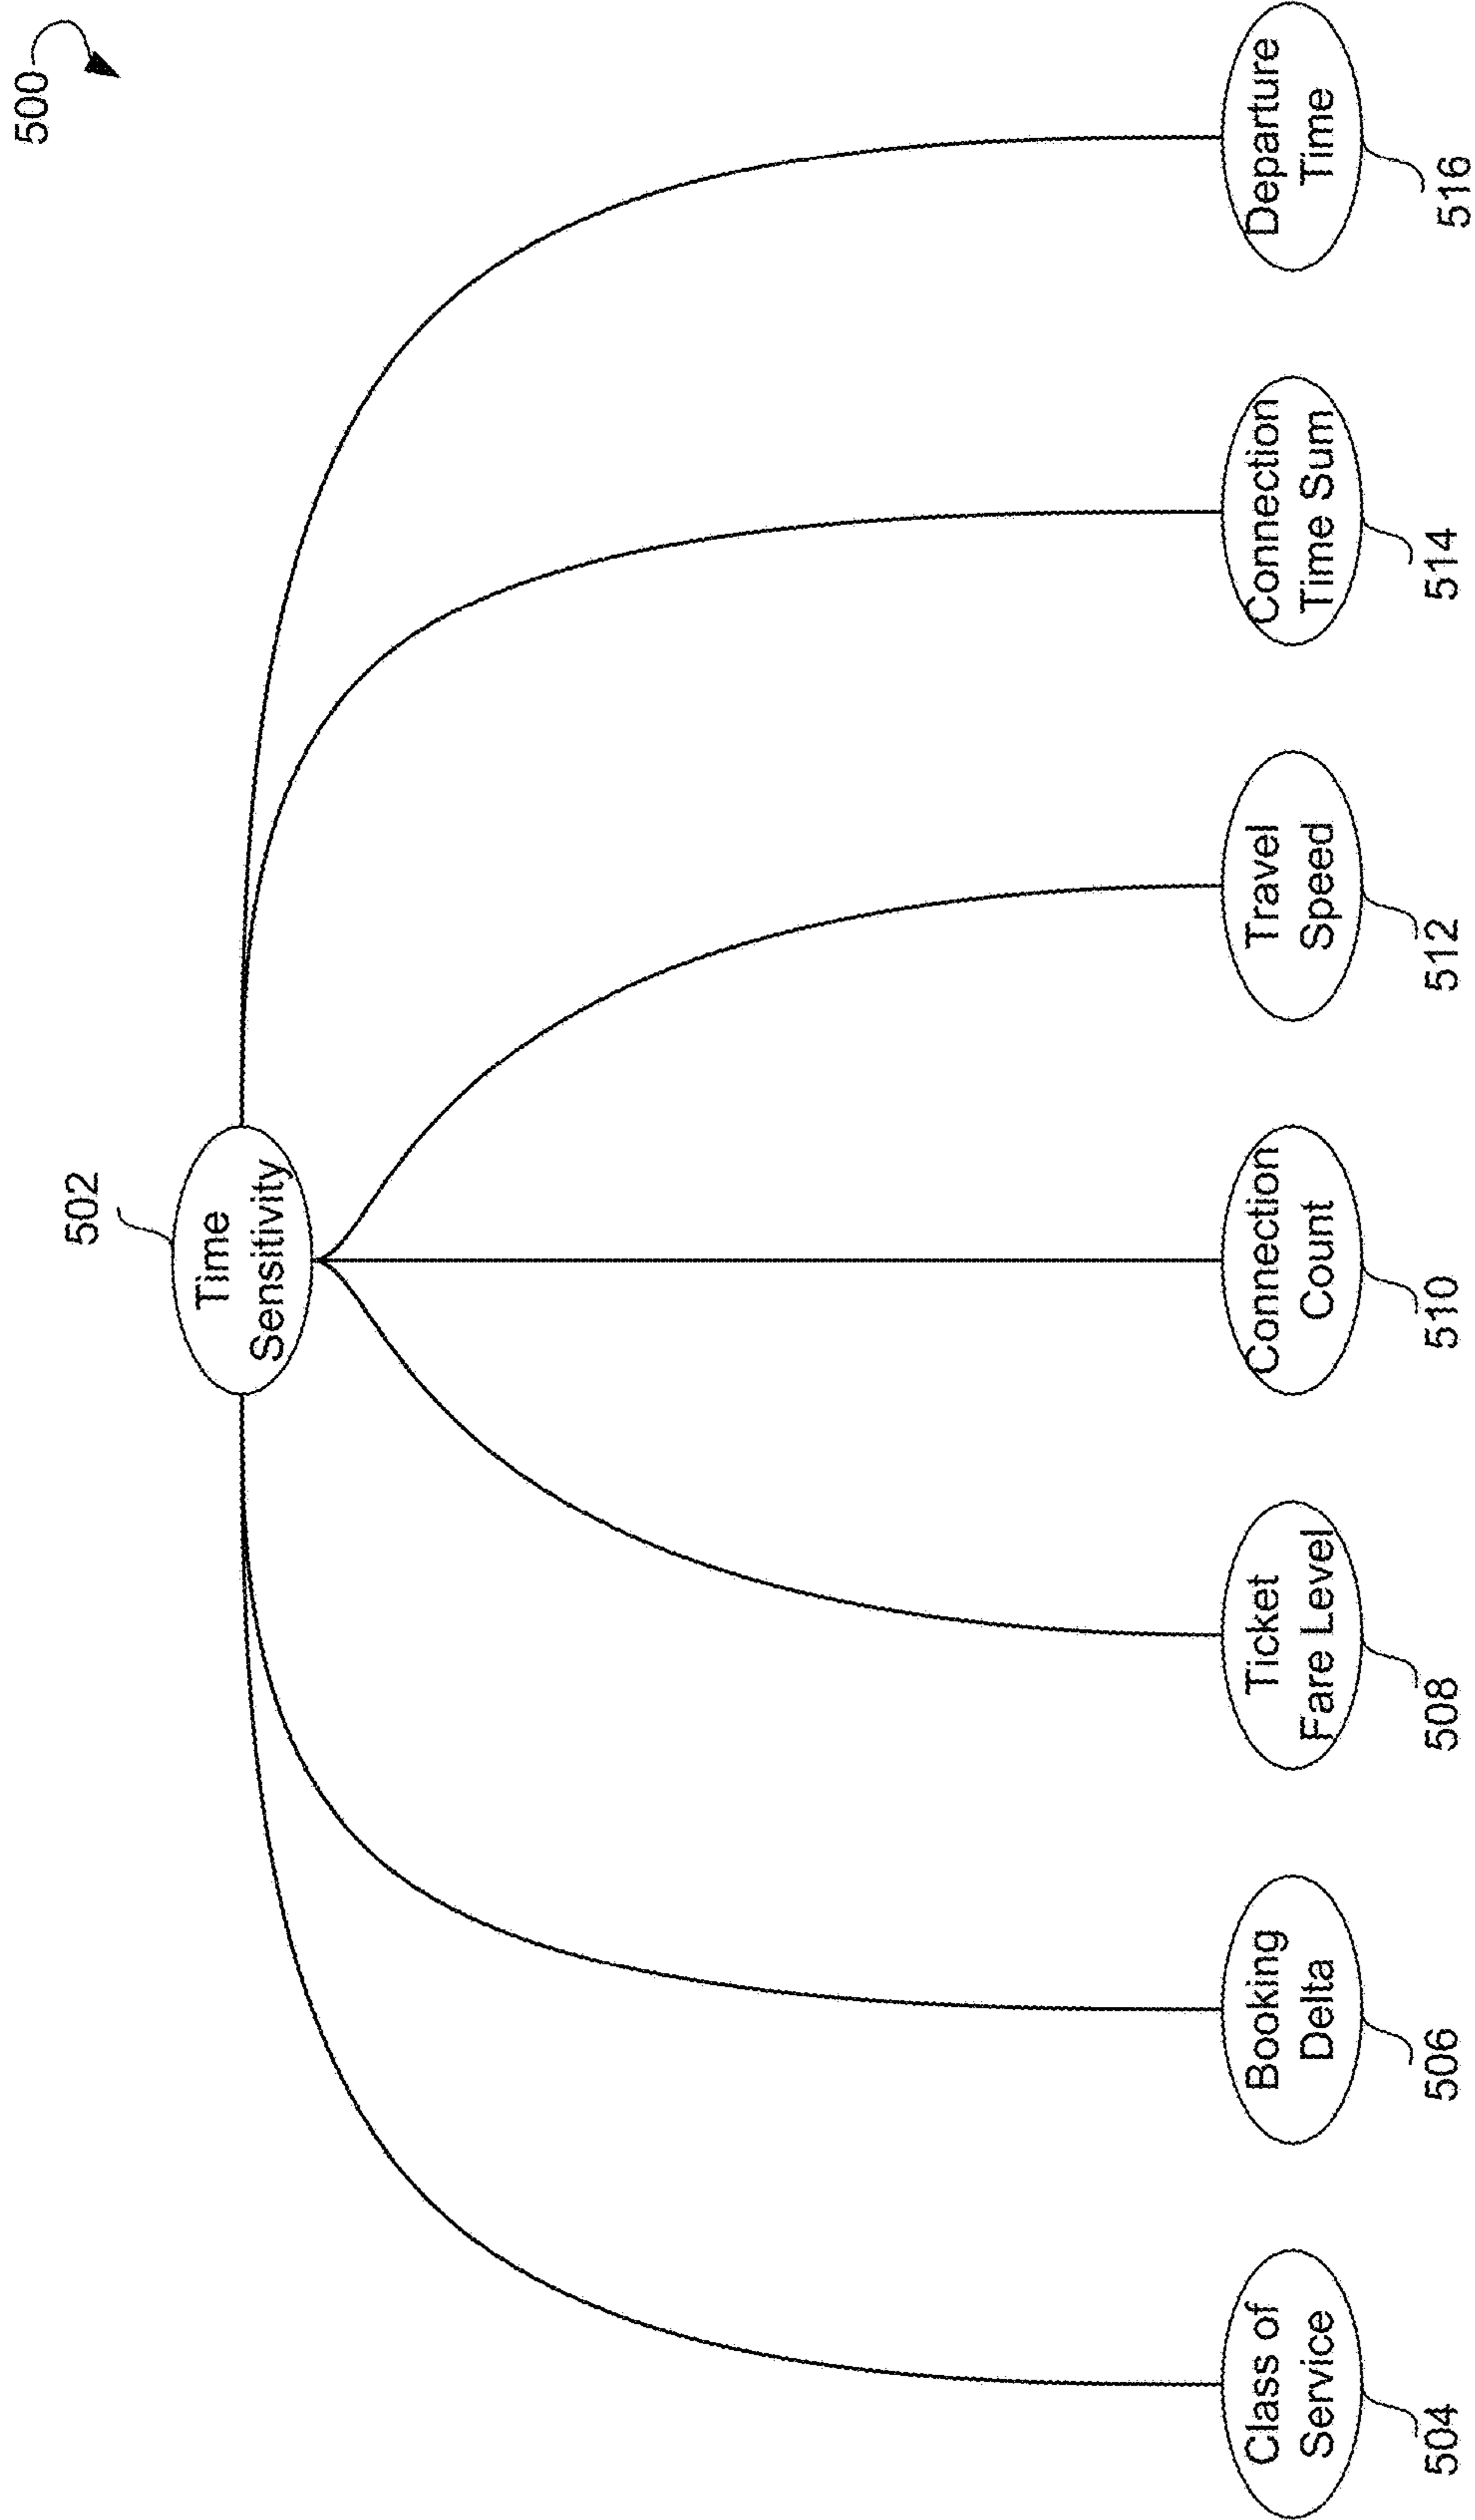 500
502
Time
Sensitivity
Class of
Service
504
Booking
Delta
506
Ticket
Fare Level
508
Connection
Count
510
Travel
Speed
512
Connection
Time Sum
514
Departure
Time
516